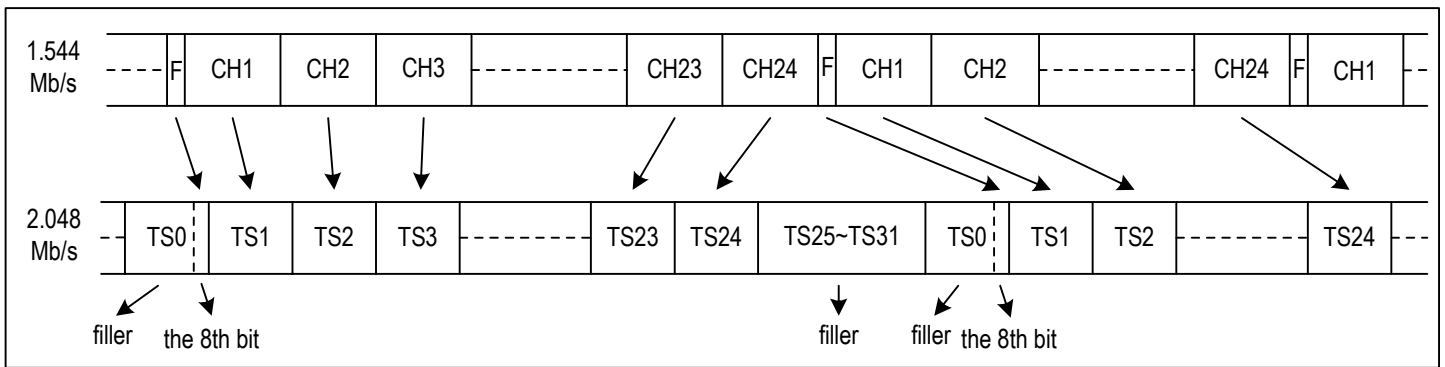 1.544
Mb/s
F CH1 CH2 CH3 CH23 CH24 F CH1 CH2 CH24 F CH1
2.048
Mb/s
TS0 TS1 TS2 TS3 TS23 TS24 TS25~TS31 TS0 TS1 TS2 TS24
filler the 8th bit filler filler the 8th bit